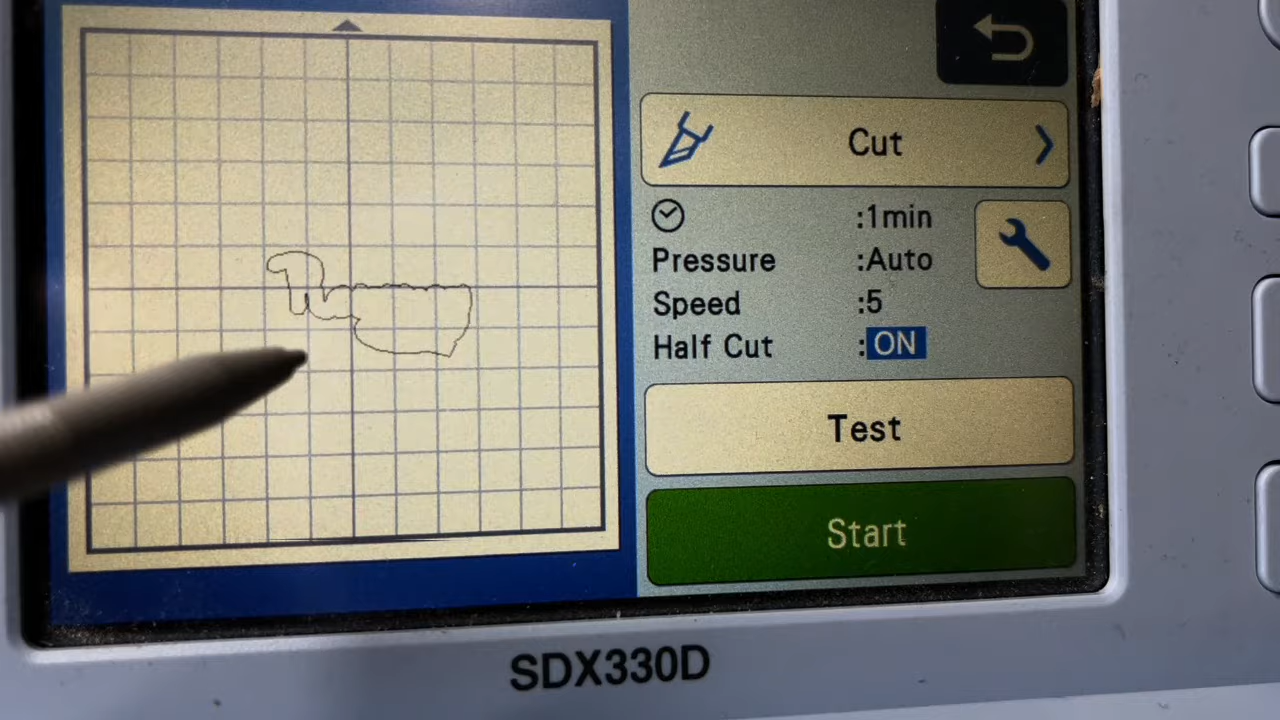 Cut
:1min
Pressure :Auto
Speed :5
Half Cut :ON
Test
Start
SDX330D